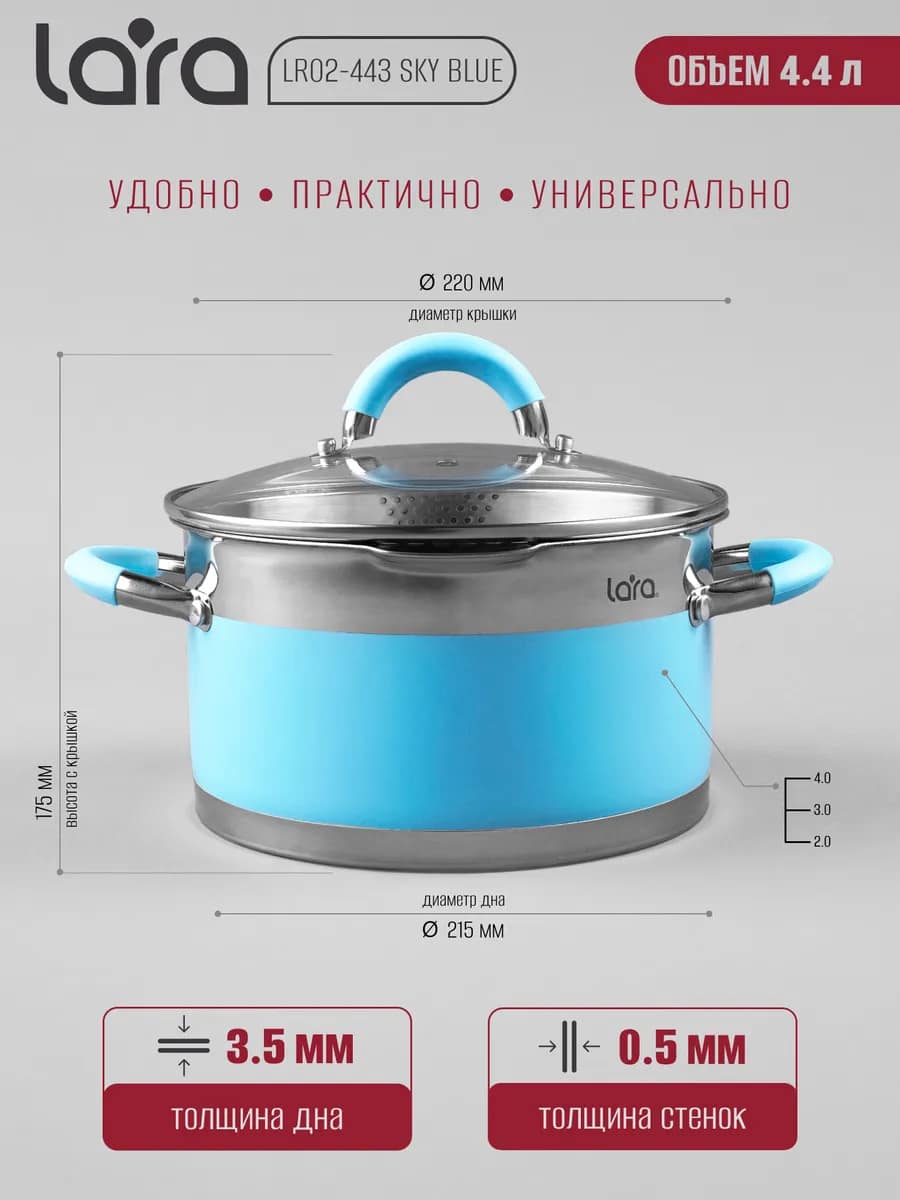 lara
LR02-443 SKY BLUE
ОБЪЕМ 4.4 л
УДОБНО • ПРАКТИЧНО • УНИВЕРСАЛЬНО
Ø 220 мм
диаметр крышки
lara
175 мм
высота с крышкой
4.0
3.0
2.0
диаметр дна
Ø 215 мм
3.5 мм
толщина дна
0.5 мм
толщина стенок